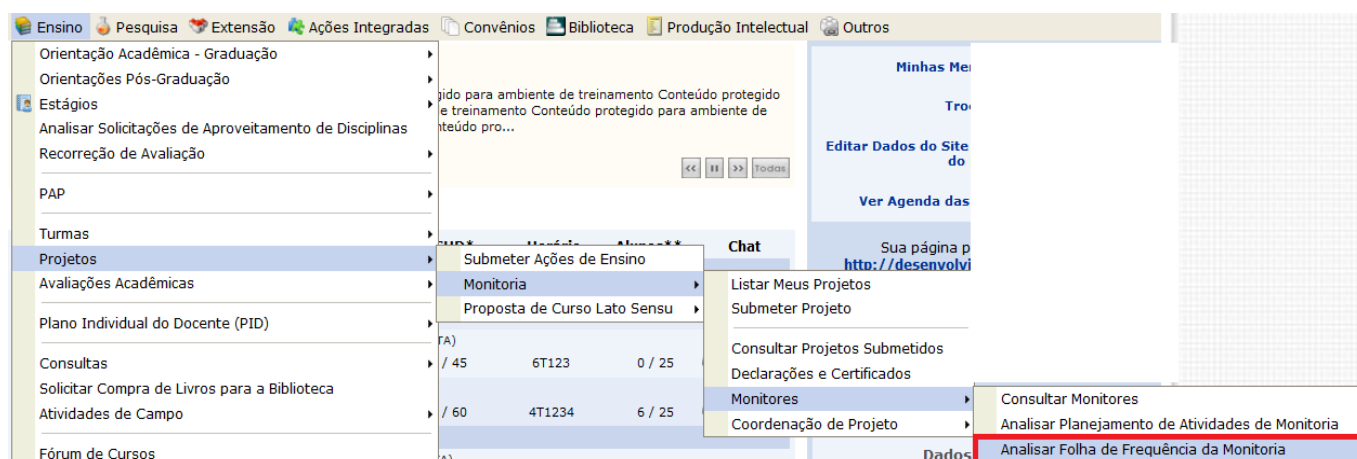 Ensino Pesquisa Extensão Ações Integradas Convênios Biblioteca Produção Intelectual Outros
Orientação Acadêmica - Graduação
Orientações Pós-Graduação
Estágios
Analisar Solicitações de Aproveitamento de Disciplinas
Recorreção de Avaliação
PAP
Turmas
Projetos
Avaliações Acadêmicas
Plano Individual do Docente (PID)
Consultas
Solicitar Compra de Livros para a Biblioteca
Atividades de Campo
Fórum de Cursos
gido para ambiente de treinamento Conteúdo protegido
e treinamento Conteúdo protegido para ambiente de
nteúdo pro...
<< II >> Todas
Horário Alunos** Chat
Submeter Ações de Ensino
Monitoria
Proposta de Curso Lato Sensu
TA)
/ 45 6T123 0 / 25
/ 60 4T1234 6 / 25
Minhas Me
Tro
Editar Dados do Site
do
Ver Agenda das
Sua página p
http://desenvolvi
Listar Meus Projetos
Submeter Projeto
Consultar Projetos Submetidos
Declarações e Certificados
Monitores
Coordenação de Projeto
Dados
Consultar Monitores
Analisar Planejamento de Atividades de Monitoria
Analisar Folha de Frequência da Monitoria